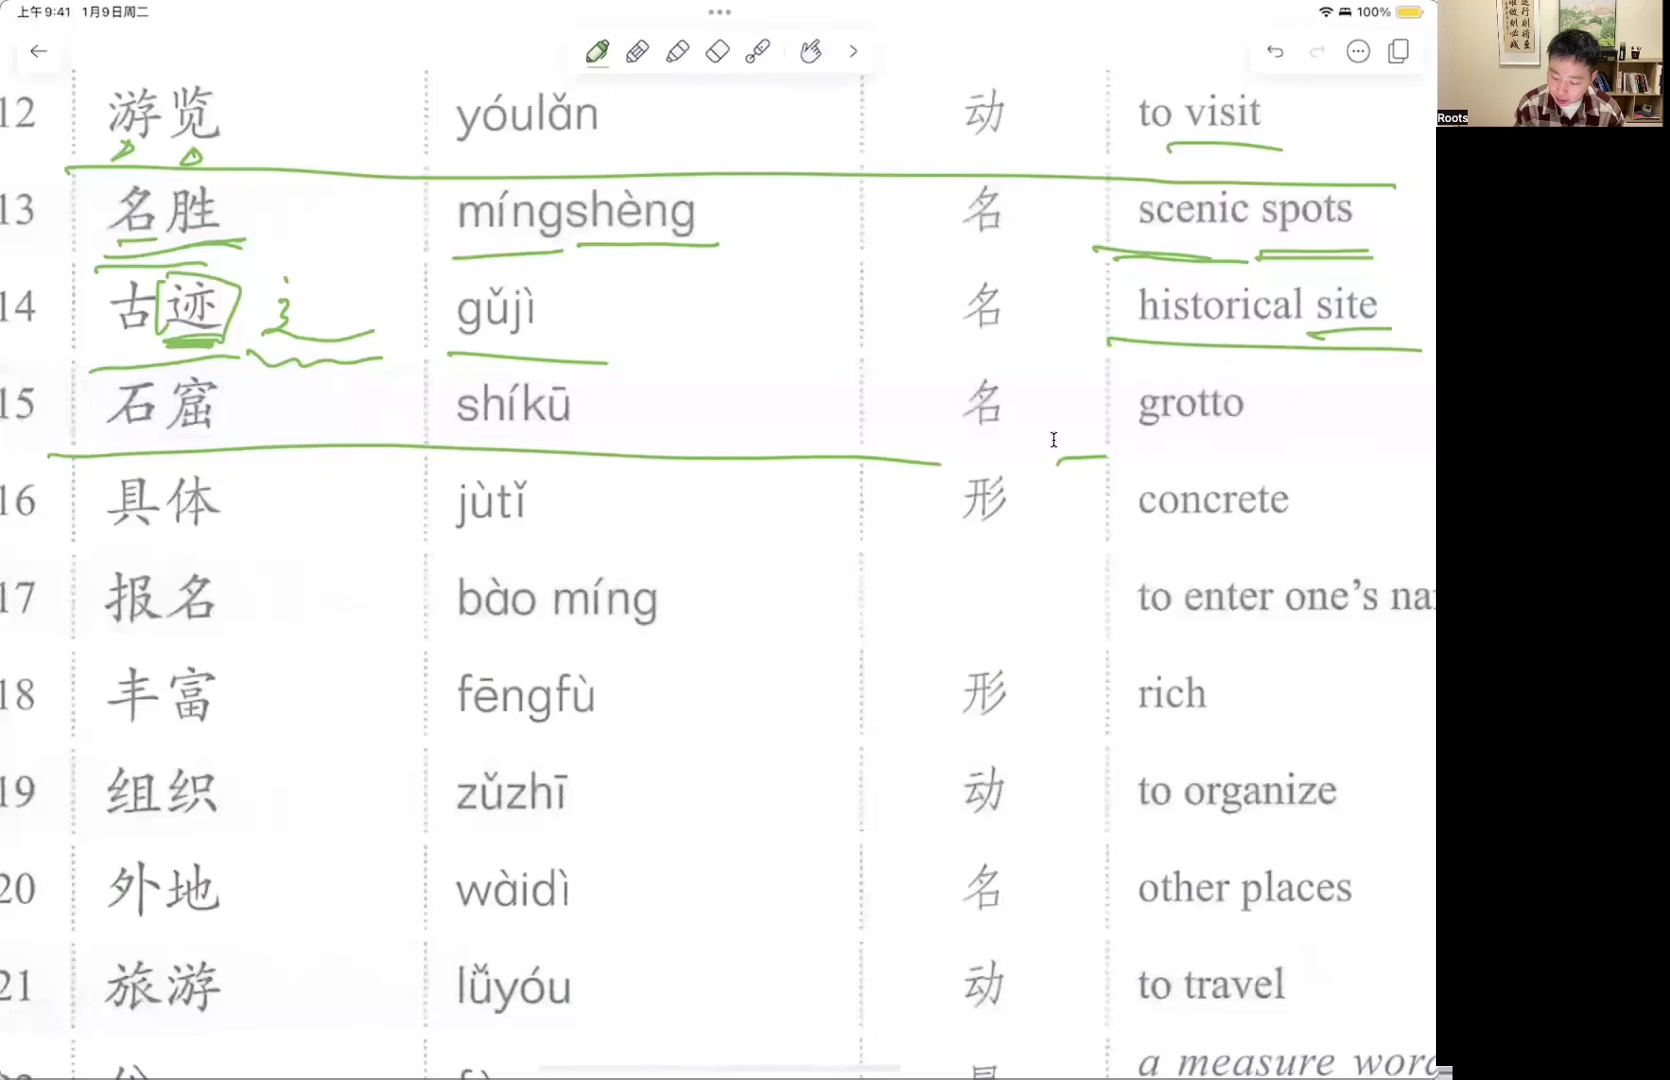 上午9:41 1月9日周二
100%
12 游览 yóulǎn 动 to visit
13 名胜 míngshèng 名 scenic spots
14 古迹 gǔjì 名 historical site
15 石窟 shíkū 名 grotto
16 具体 jùtǐ 形 concrete
17 报名 bào míng to enter one's na
18 丰富 fēngfù 形 rich
19 组织 zǔzhī 动 to organize
20 外地 wàidì 名 other places
21 旅游 lǚyóu 动 to travel
a measure word
Roots